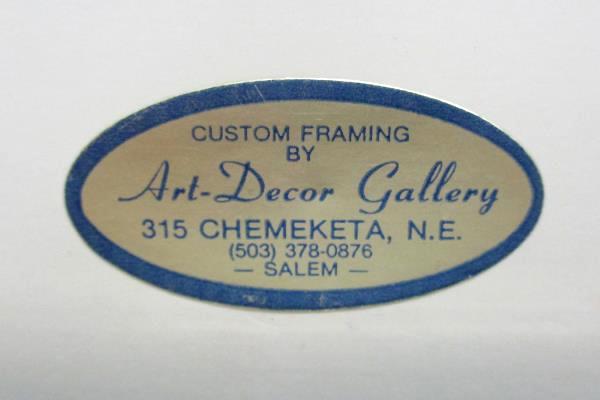 CUSTOM FRAMING
BY
Art-Decor Gallery
315 CHEMEKETA, N.E.
(503) 378-0876
— SALEM —